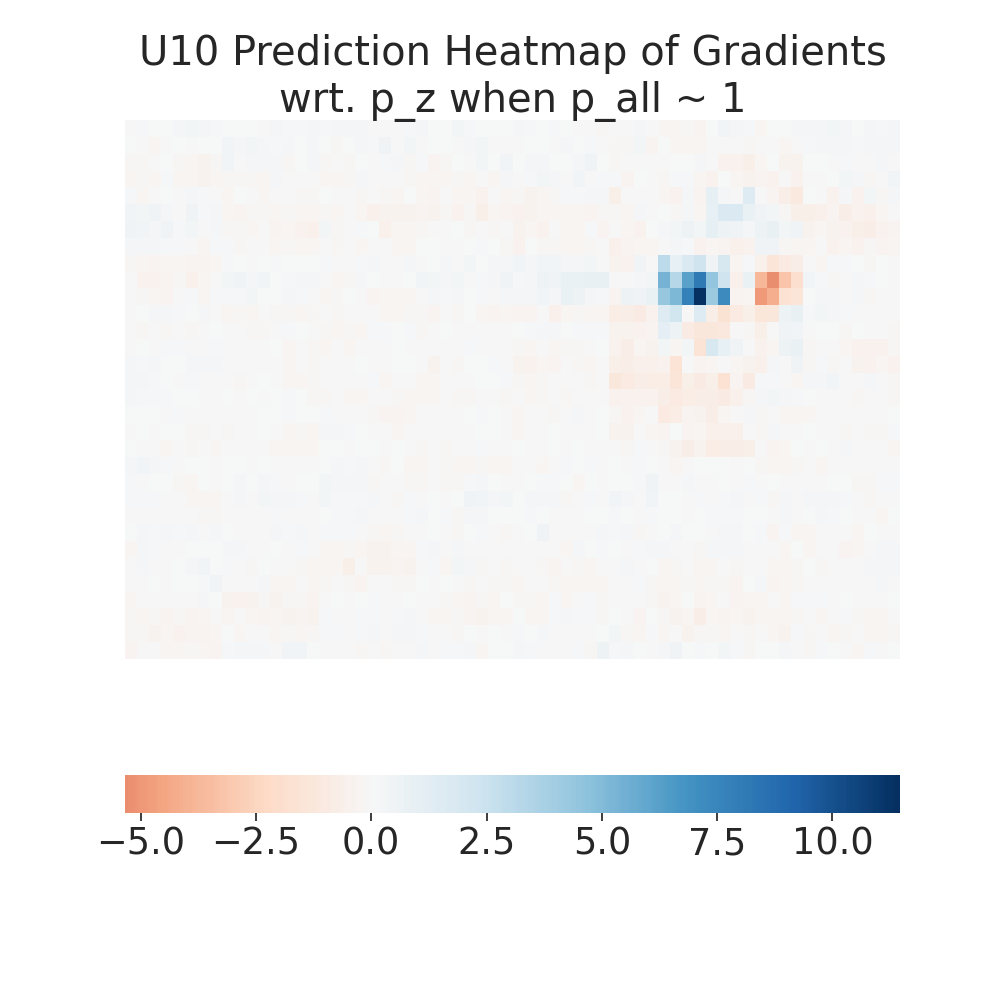 U10 Prediction Heatmap of Gradients
wrt. p_z when p_all ~ 1
−5.0 −2.5 0.0 2.5 5.0 7.5 10.0